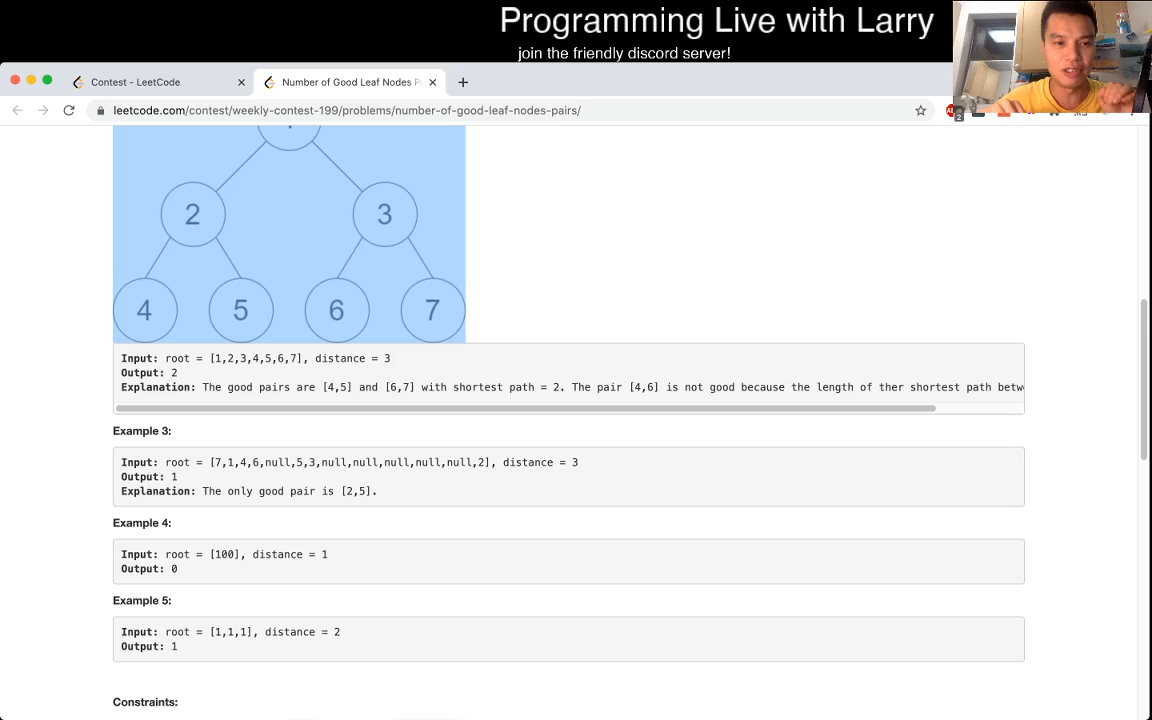 Programming Live with Larry
join the friendly discord server!
Contest - LeetCode
Number of Good Leaf Nodes P
leetcode.com/contest/weekly-contest-199/problems/number-of-good-leaf-nodes-pairs/
2
2 3
4 5 6 7
Input: root = [1,2,3,4,5,6,7], distance = 3
Output: 2
Explanation: The good pairs are [4,5] and [6,7] with shortest path = 2. The pair [4,6] is not good because the length of ther shortest path betw
Example 3:
Input: root = [7,1,4,6,null,5,3,null,null,null,null,null,2], distance = 3
Output: 1
Explanation: The only good pair is [2,5].
Example 4:
Input: root = [100], distance = 1
Output: 0
Example 5:
Input: root = [1,1,1], distance = 2
Output: 1
Constraints: